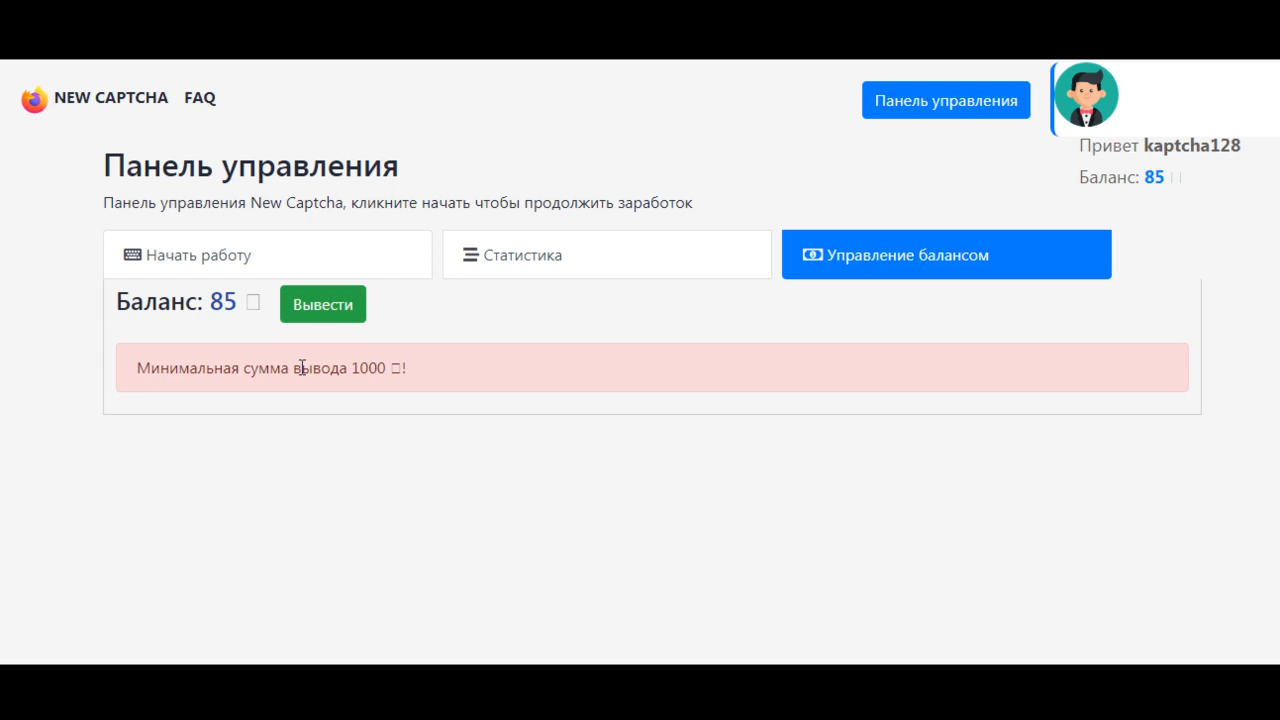 NEW CAPTCHA FAQ
Панель управления
Привет kaptcha128
Баланс: 85
Панель управления
Панель управления New Captcha, кликните начать чтобы продолжить заработок
Начать работу
Статистика
Управление балансом
Баланс: 85
Вывести
Минимальная сумма вывода 1000 □!